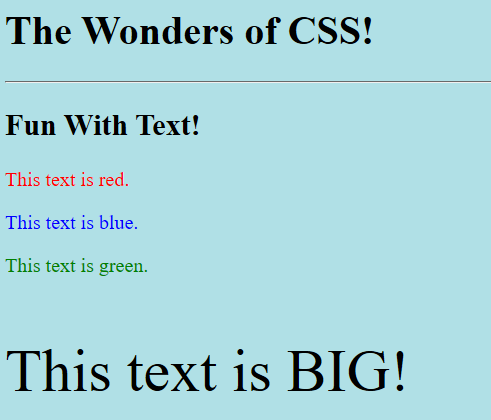 The Wonders of CSS!
Fun With Text!
This text is red.
This text is blue.
This text is green.
This text is BIG!